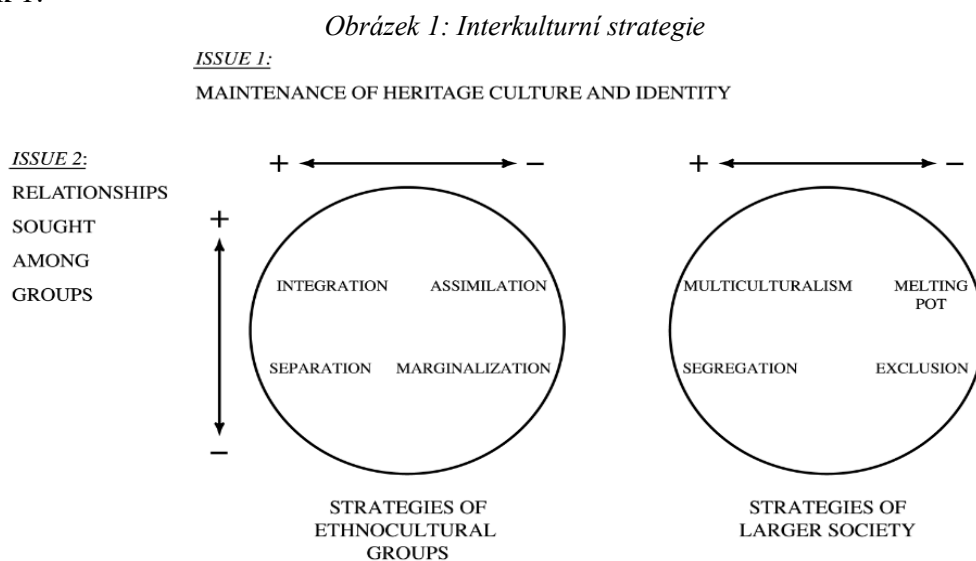 Obrázek 1: Interkulturní strategie
ISSUE 1:
MAINTENANCE OF HERITAGE CULTURE AND IDENTITY
ISSUE 2:
RELATIONSHIPS
SOUGHT
AMONG
GROUPS
+ −
+ −
+
−
INTEGRATION ASSIMILATION
SEPARATION MARGINALIZATION
STRATEGIES OF
ETHNOCULTURAL
GROUPS
MULTICULTURALISM MELTING
POT
SEGREGATION EXCLUSION
STRATEGIES OF
LARGER SOCIETY